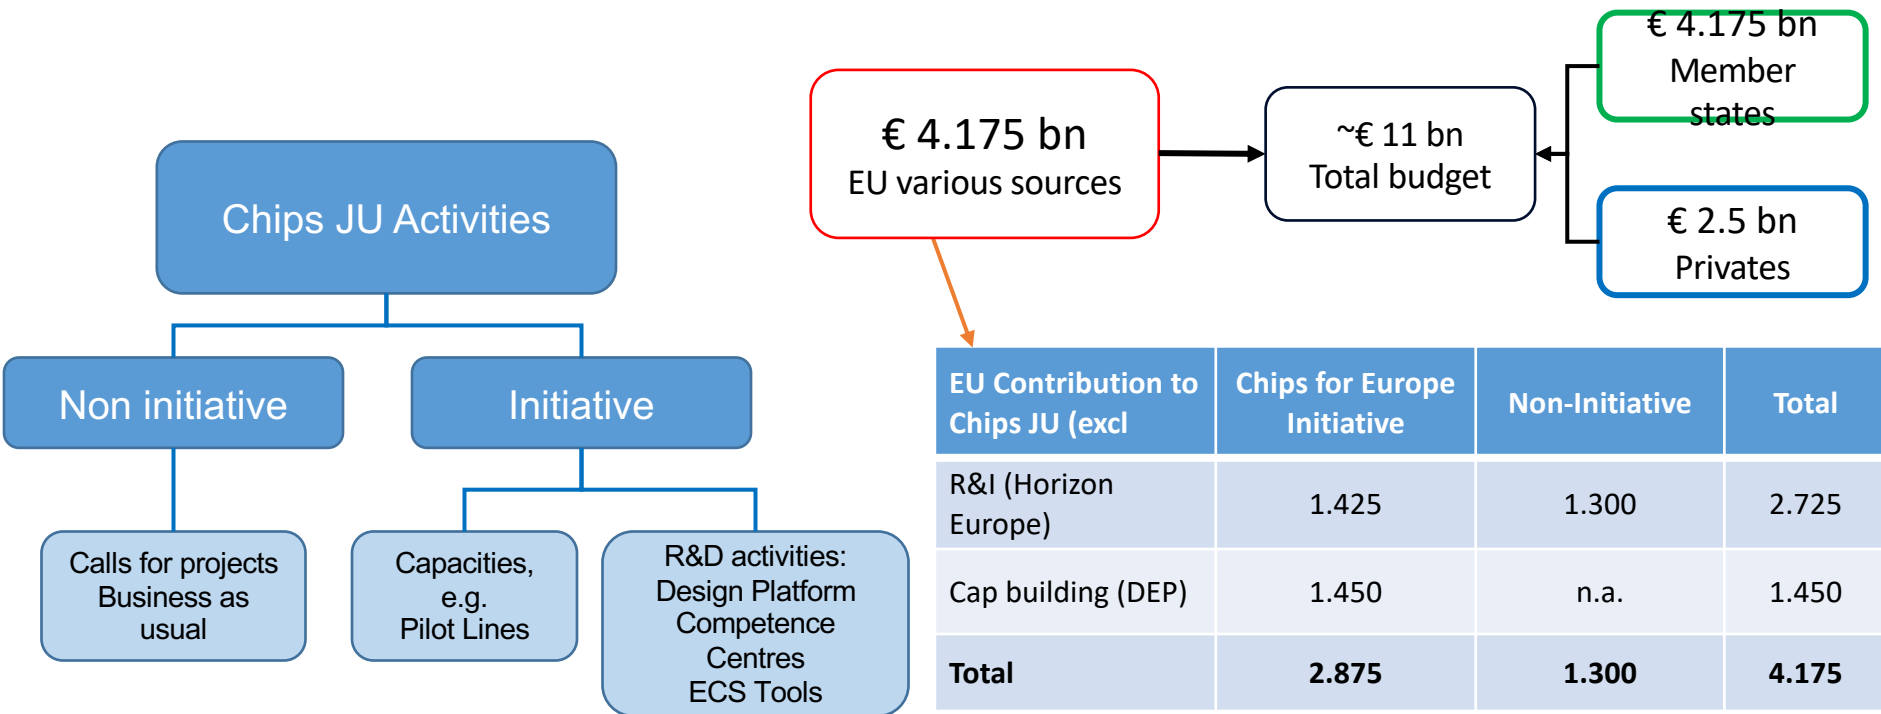 Chips JU Activities
Non initiative
Initiative
Calls for projects
Business as
usual
Capacities,
e.g.
Pilot Lines
R&D activities:
Design Platform
Competence
Centres
ECS Tools
€ 4.175 bn
EU various sources
~€ 11 bn
Total budget
€ 4.175 bn
Member
states
€ 2.5 bn
Privates
EU Contribution to
Chips JU (excl
Chips for Europe
Initiative
Non-Initiative
Total
R&I (Horizon
Europe)
1.425
1.300
2.725
Cap building (DEP)
1.450
n.a.
1.450
Total
2.875
1.300
4.175